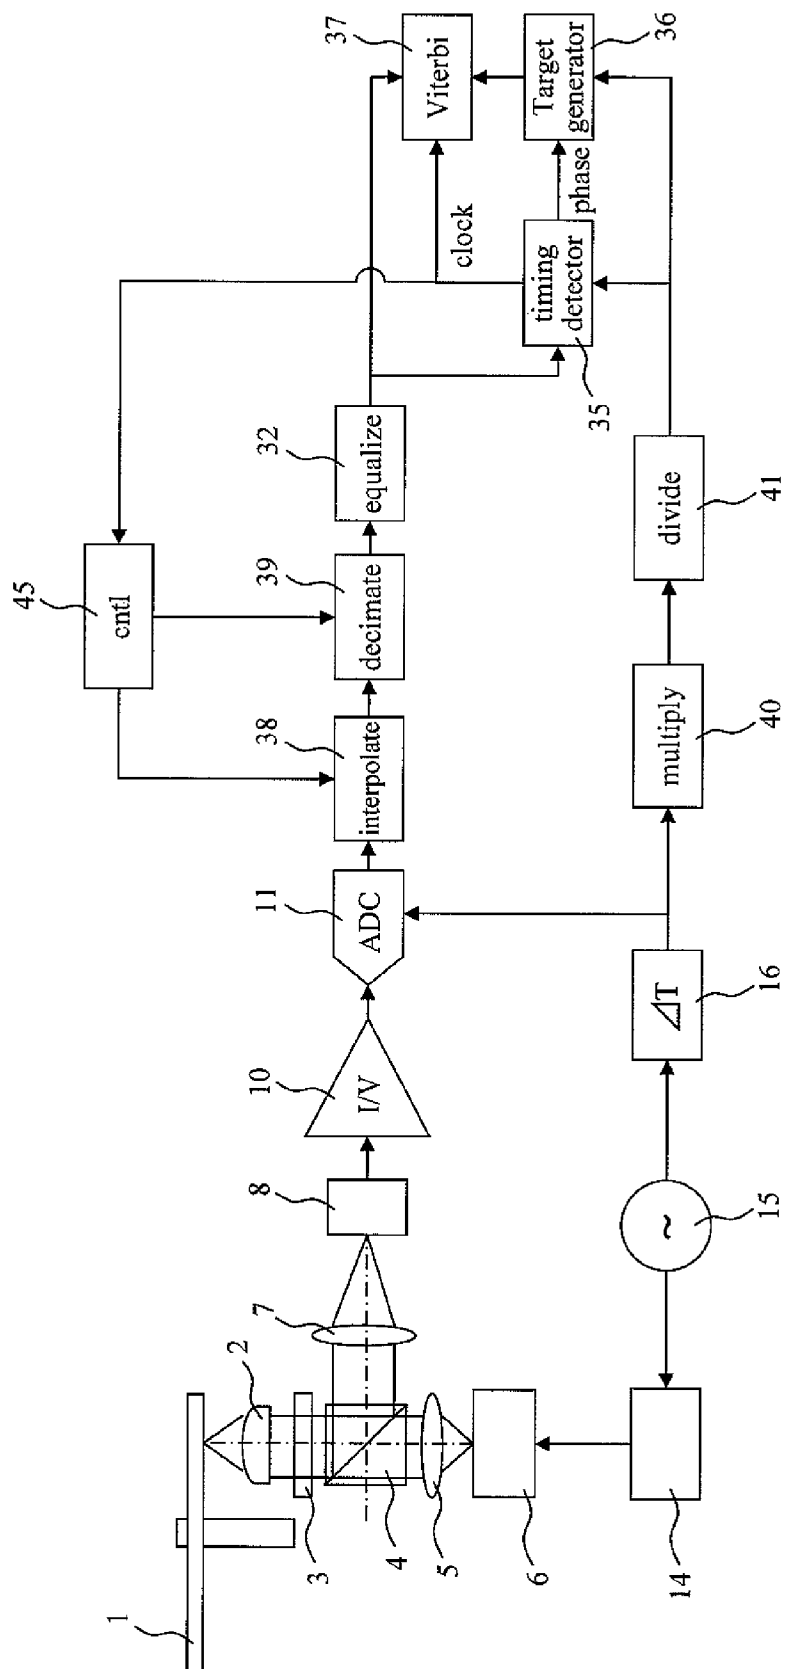 1
2
3
4
5
6
7
8
10
I/V
11
ADC
14
15
~
16
⊿T
38
interpolate
39
decimate
32
equalize
45
cntl
40
multiply
41
divide
35
timing
detector
clock
phase
36
Target
generator
37
Viterbi